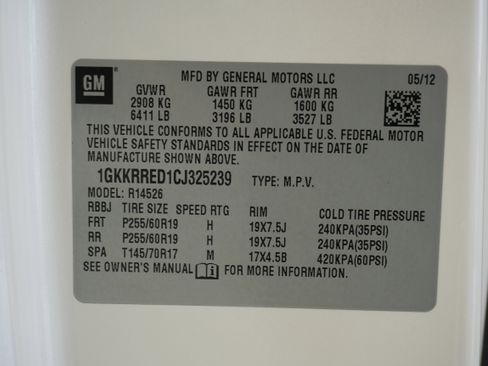 GM
MFD BY GENERAL MOTORS LLC 05/12
GVWR GAWR FRT GAWR RR
2908 KG 1450 KG 1600 KG
6411 LB 3196 LB 3527 LB
THIS VEHICLE CONFORMS TO ALL APPLICABLE U.S. FEDERAL MOTOR
VEHICLE SAFETY STANDARDS IN EFFECT ON THE DATE OF
MANUFACTURE SHOWN ABOVE.
1GKKRRED1CJ325239 TYPE: M.P.V.
MODEL: R14526
RBBJ TIRE SIZE SPEED RTG RIM COLD TIRE PRESSURE
FRT P255/60R19 H 19X7.5J 240KPA(35PSI)
RR P255/60R19 H 19X7.5J 240KPA(35PSI)
SPA T145/70R17 M 17X4.5B 420KPA(60PSI)
SEE OWNER'S MANUAL FOR MORE INFORMATION.